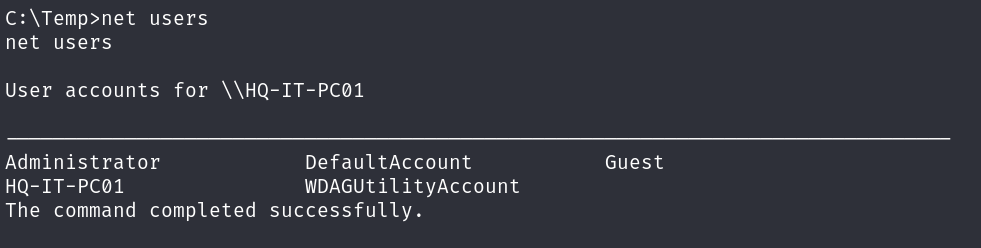 C:\Temp>net users
net users
User accounts for \\HQ-IT-PC01
Administrator DefaultAccount Guest
HQ-IT-PC01 WDAGUtilityAccount
The command completed successfully.